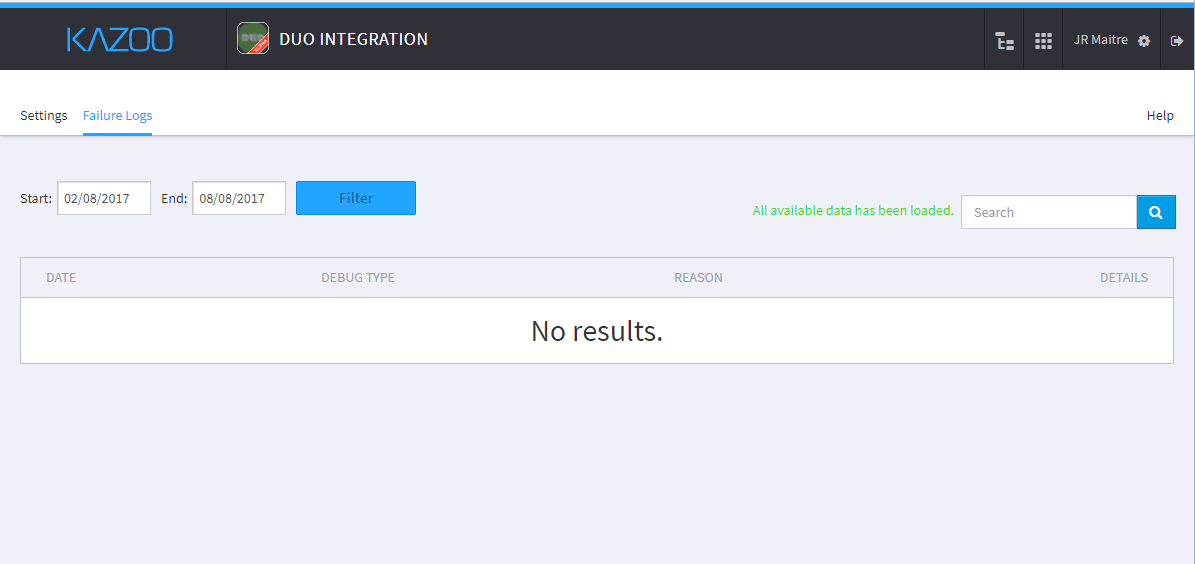 KAZOO
DUO
DUO INTEGRATION
JR Maitre
Settings
Failure Logs
Help
Start: 02/08/2017 End: 08/08/2017 Filter
All available data has been loaded. Search
DATE DEBUG TYPE REASON DETAILS
No results.